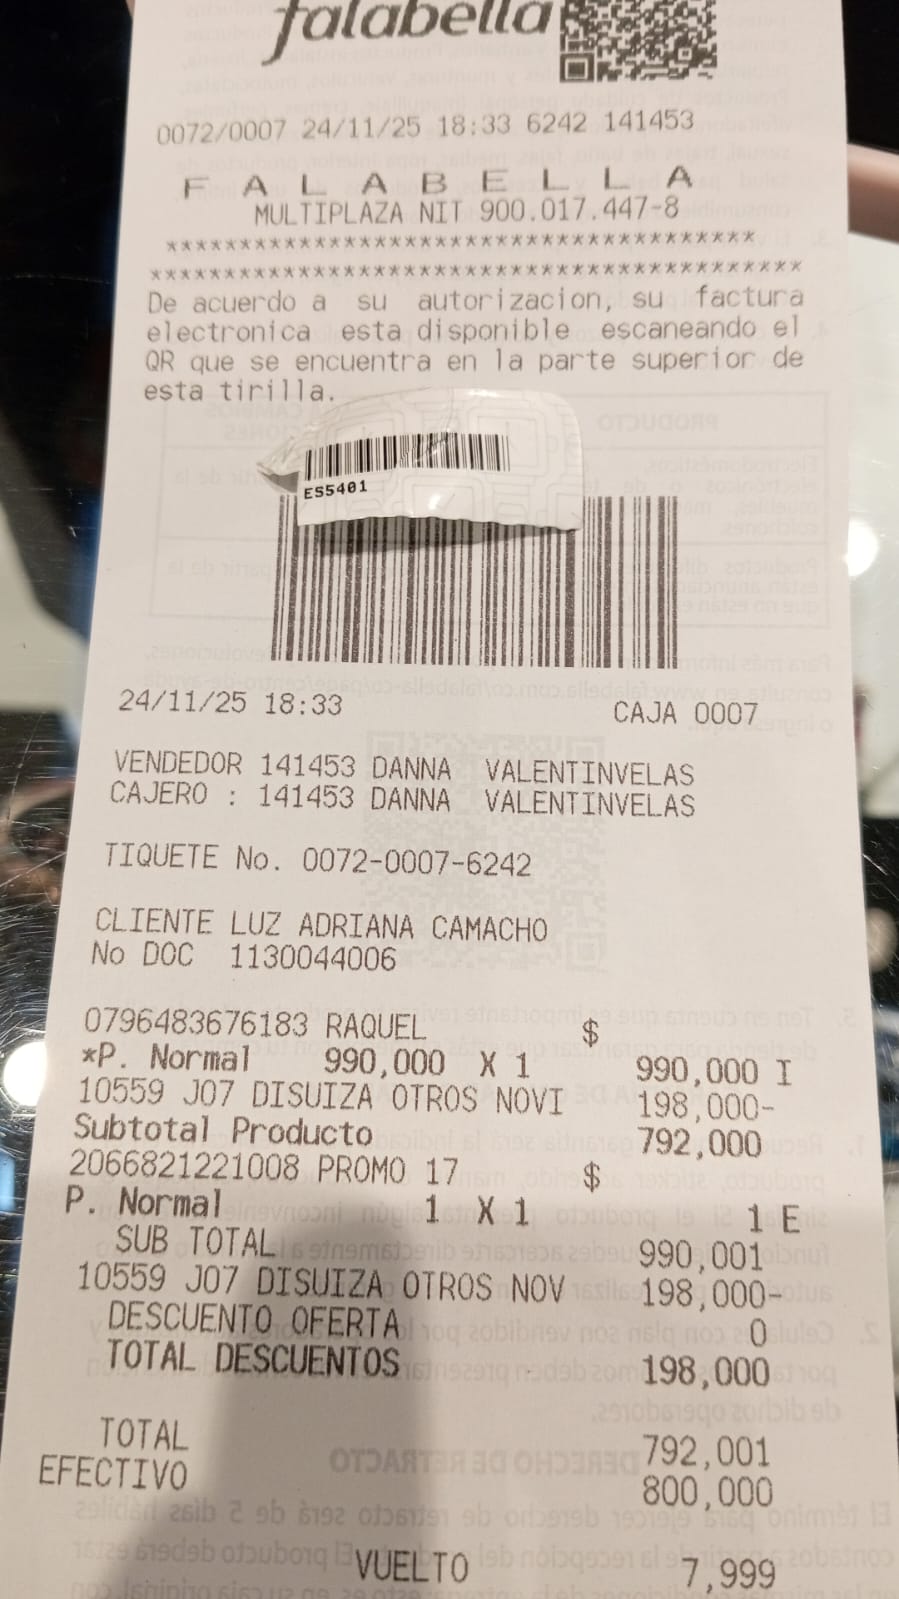 falabella
0072/0007 24/11/25 18:33 6242 141453
F A L A B E L L A
MULTIPLAZA NIT 900.017.447-8
****************************************
********************************************
De acuerdo a su autorizacion, su factura
electronica esta disponible escaneando el
QR que se encuentra en la parte superior de
esta tirilla.
ES5401
24/11/25 18:33 CAJA 0007
VENDEDOR 141453 DANNA VALENTINVELAS
CAJERO : 141453 DANNA VALENTINVELAS
TIQUETE No. 0072-0007-6242
CLIENTE LUZ ADRIANA CAMACHO
No DOC 1130044006
0796483676183 RAQUEL $
*P. Normal 990,000 X 1 990,000 I
10559 J07 DISUIZA OTROS NOVI 198,000-
Subtotal Producto 792,000
2066821221008 PROMO 17 $
P. Normal 1 X 1 1 E
SUB TOTAL 990,001
10559 J07 DISUIZA OTROS NOV 198,000-
DESCUENTO OFERTA 0
TOTAL DESCUENTOS 198,000
TOTAL 792,001
EFECTIVO 800,000
VUELTO 7,999